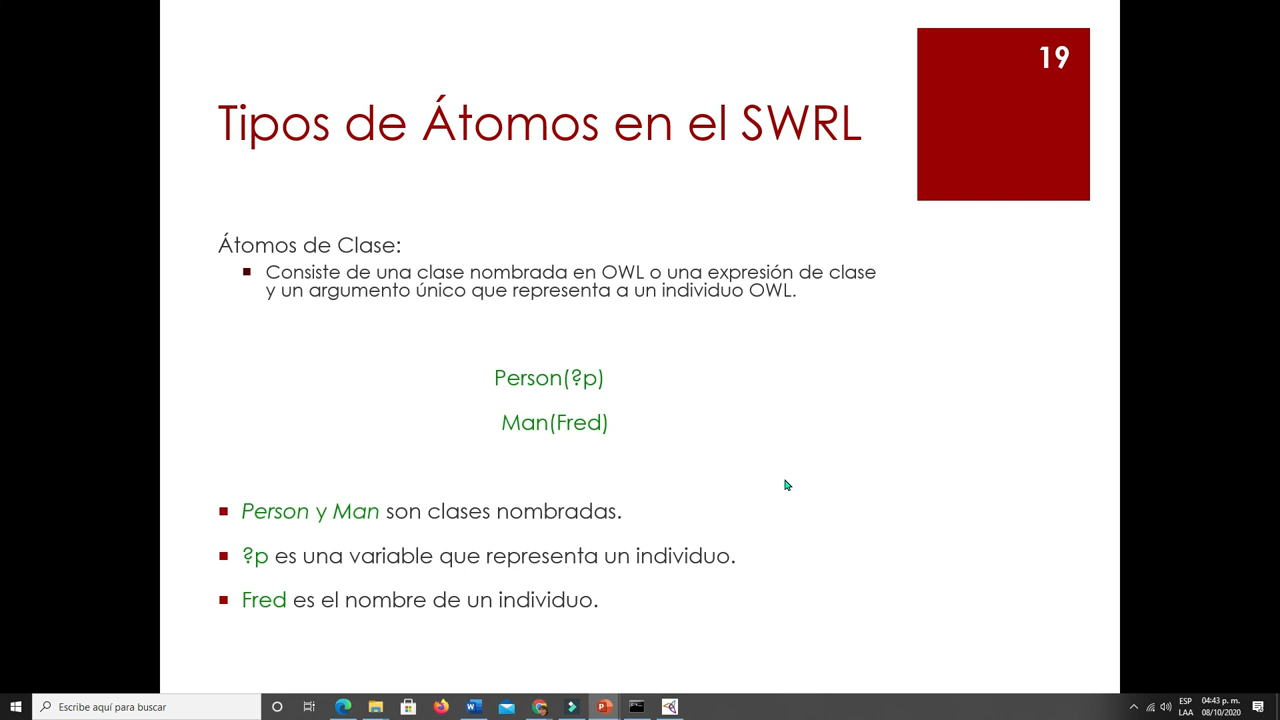 19
Tipos de Átomos en el SWRL
Átomos de Clase:
Consiste de una clase nombrada en OWL o una expresión de clase
y un argumento único que representa a un individuo OWL.
Person(?p)
Man(Fred)
Person y Man son clases nombradas.
?p es una variable que representa un individuo.
Fred es el nombre de un individuo.
Escribe aquí para buscar
ESP
LAA
04:43 p. m.
08/10/2020